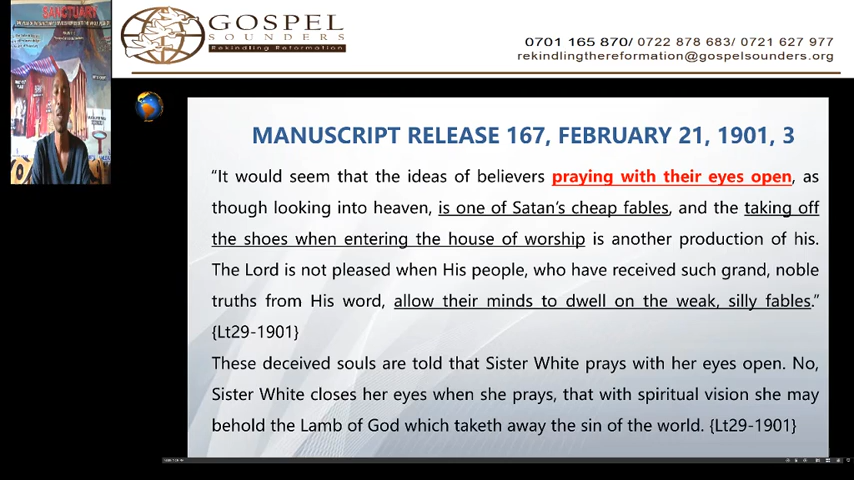 SANCTUARY
GOSPEL
SOUNDERS
Rekindling Reformation
0701 165 870/ 0722 878 683/ 0721 627 977
rekindlingthereformation@gospelsounders.org
MANUSCRIPT RELEASE 167, FEBRUARY 21, 1901, 3
“It would seem that the ideas of believers praying with their eyes open, as
though looking into heaven, is one of Satan’s cheap fables, and the taking off
the shoes when entering the house of worship is another production of his.
The Lord is not pleased when His people, who have received such grand, noble
truths from His word, allow their minds to dwell on the weak, silly fables.”
{Lt29-1901}
These deceived souls are told that Sister White prays with her eyes open. No,
Sister White closes her eyes when she prays, that with spiritual vision she may
behold the Lamb of God which taketh away the sin of the world. {Lt29-1901}